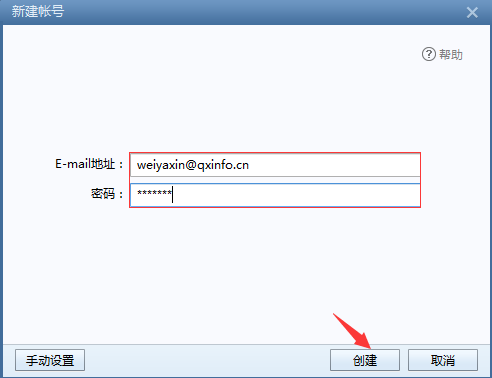 新建帐号
帮助
E-mail地址：
weiyaxin@qxinfo.cn
密码：
*******
手动设置
创建
取消